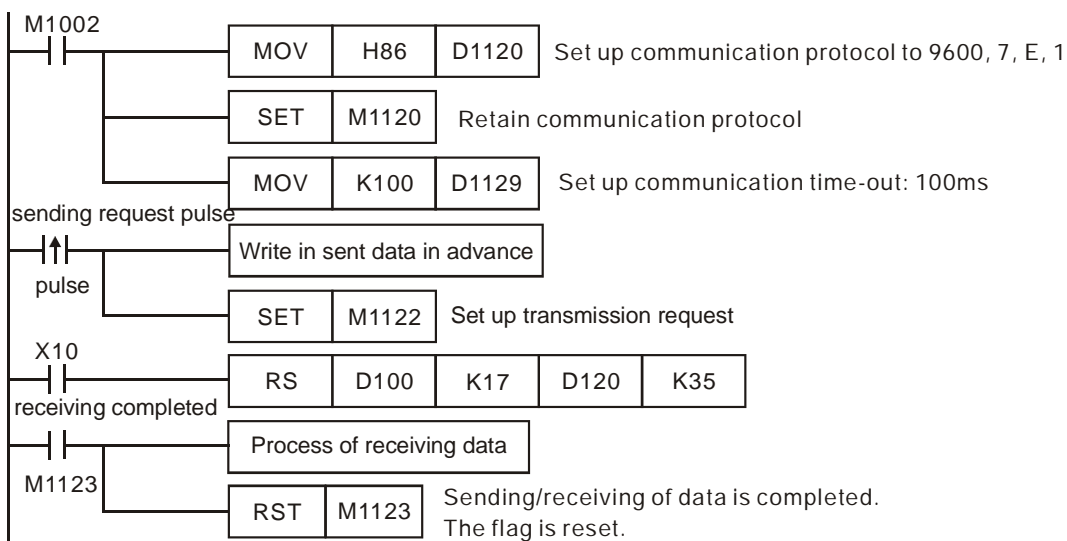 M1002
MOV H86 D1120 Set up communication protocol to 9600, 7, E, 1
SET M1120 Retain communication protocol
MOV K100 D1129 Set up communication time-out: 100ms
sending request pulse
Write in sent data in advance
pulse
SET M1122 Set up transmission request
X10
RS D100 K17 D120 K35
receiving completed
Process of receiving data
M1123
RST M1123 Sending/receiving of data is completed.
The flag is reset.